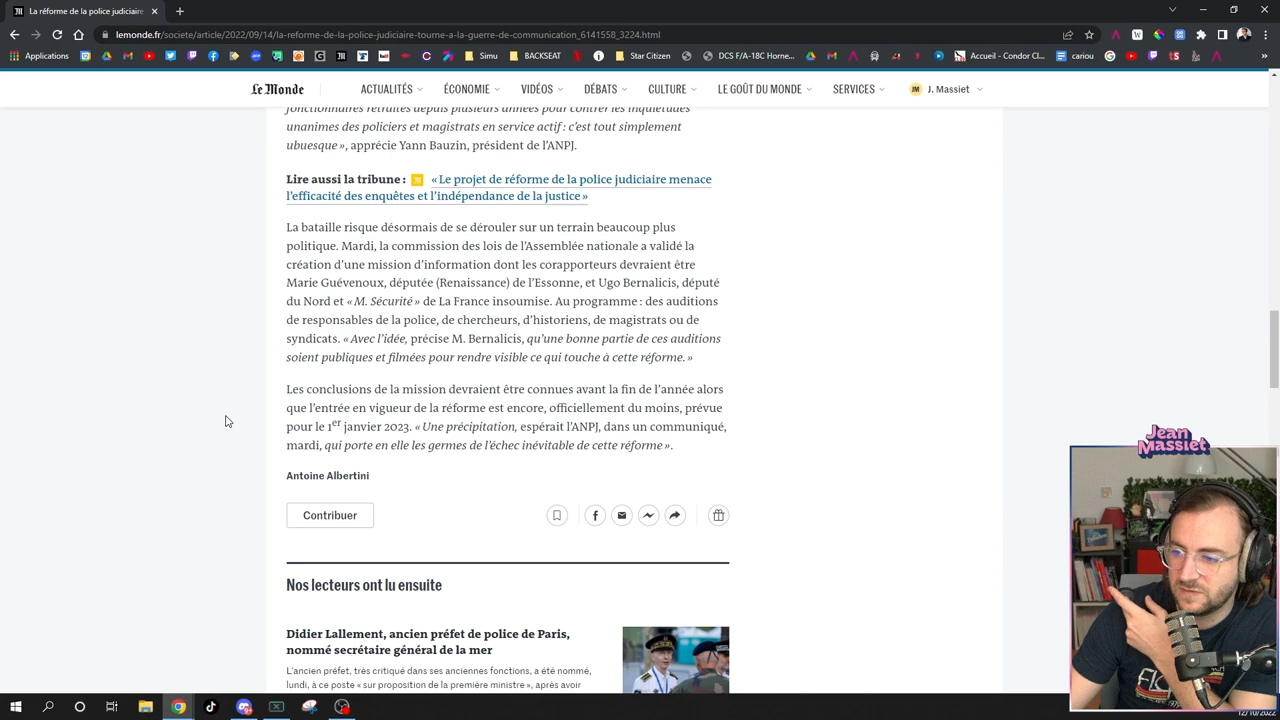 La réforme de la police judiciaire
lemonde.fr/societe/article/2022/09/14/la-reforme-de-la-police-judiciaire-tourne-a-la-guerre-de-communication_6141558_3224.html
Applications
Simu
BACKSEAT
Star Citizen
DCS F/A-18C Horne...
Accueil - Condor Cl...
cariou
Le Monde
ACTUALITÉS
ÉCONOMIE
VIDÉOS
DÉBATS
CULTURE
LE GOÛT DU MONDE
SERVICES
JM
J. Massiet
fonctionnaires retraités depuis plusieurs années pour contrer les inquiétudes
unanimes des policiers et magistrats en service actif : c'est tout simplement
ubuesque », apprécie Yann Bauzin, président de l'ANPJ.
Lire aussi la tribune : « Le projet de réforme de la police judiciaire menace
l'efficacité des enquêtes et l'indépendance de la justice »
La bataille risque désormais de se dérouler sur un terrain beaucoup plus
politique. Mardi, la commission des lois de l'Assemblée nationale a validé la
création d'une mission d'information dont les corapporteurs devraient être
Marie Guévenoux, députée (Renaissance) de l'Essonne, et Ugo Bernalicis, député
du Nord et « M. Sécurité » de La France insoumise. Au programme : des auditions
de responsables de la police, de chercheurs, d'historiens, de magistrats ou de
syndicats. « Avec l'idée, précise M. Bernalicis, qu'une bonne partie de ces auditions
soient publiques et filmées pour rendre visible ce qui touche à cette réforme. »
Les conclusions de la mission devraient être connues avant la fin de l'année alors
que l'entrée en vigueur de la réforme est encore, officiellement du moins, prévue
pour le 1er janvier 2023. « Une précipitation, espérait l'ANPJ, dans un communiqué,
mardi, qui porte en elle les germes de l'échec inévitable de cette réforme ».
Antoine Albertini
Contribuer
Nos lecteurs ont lu ensuite
Didier Lallement, ancien préfet de police de Paris,
nommé secrétaire général de la mer
L'ancien préfet, très critiqué dans ses anciennes fonctions, a été nommé,
lundi, à ce poste « sur proposition de la première ministre », après avoir
Jean
Massiet
12/10/2022